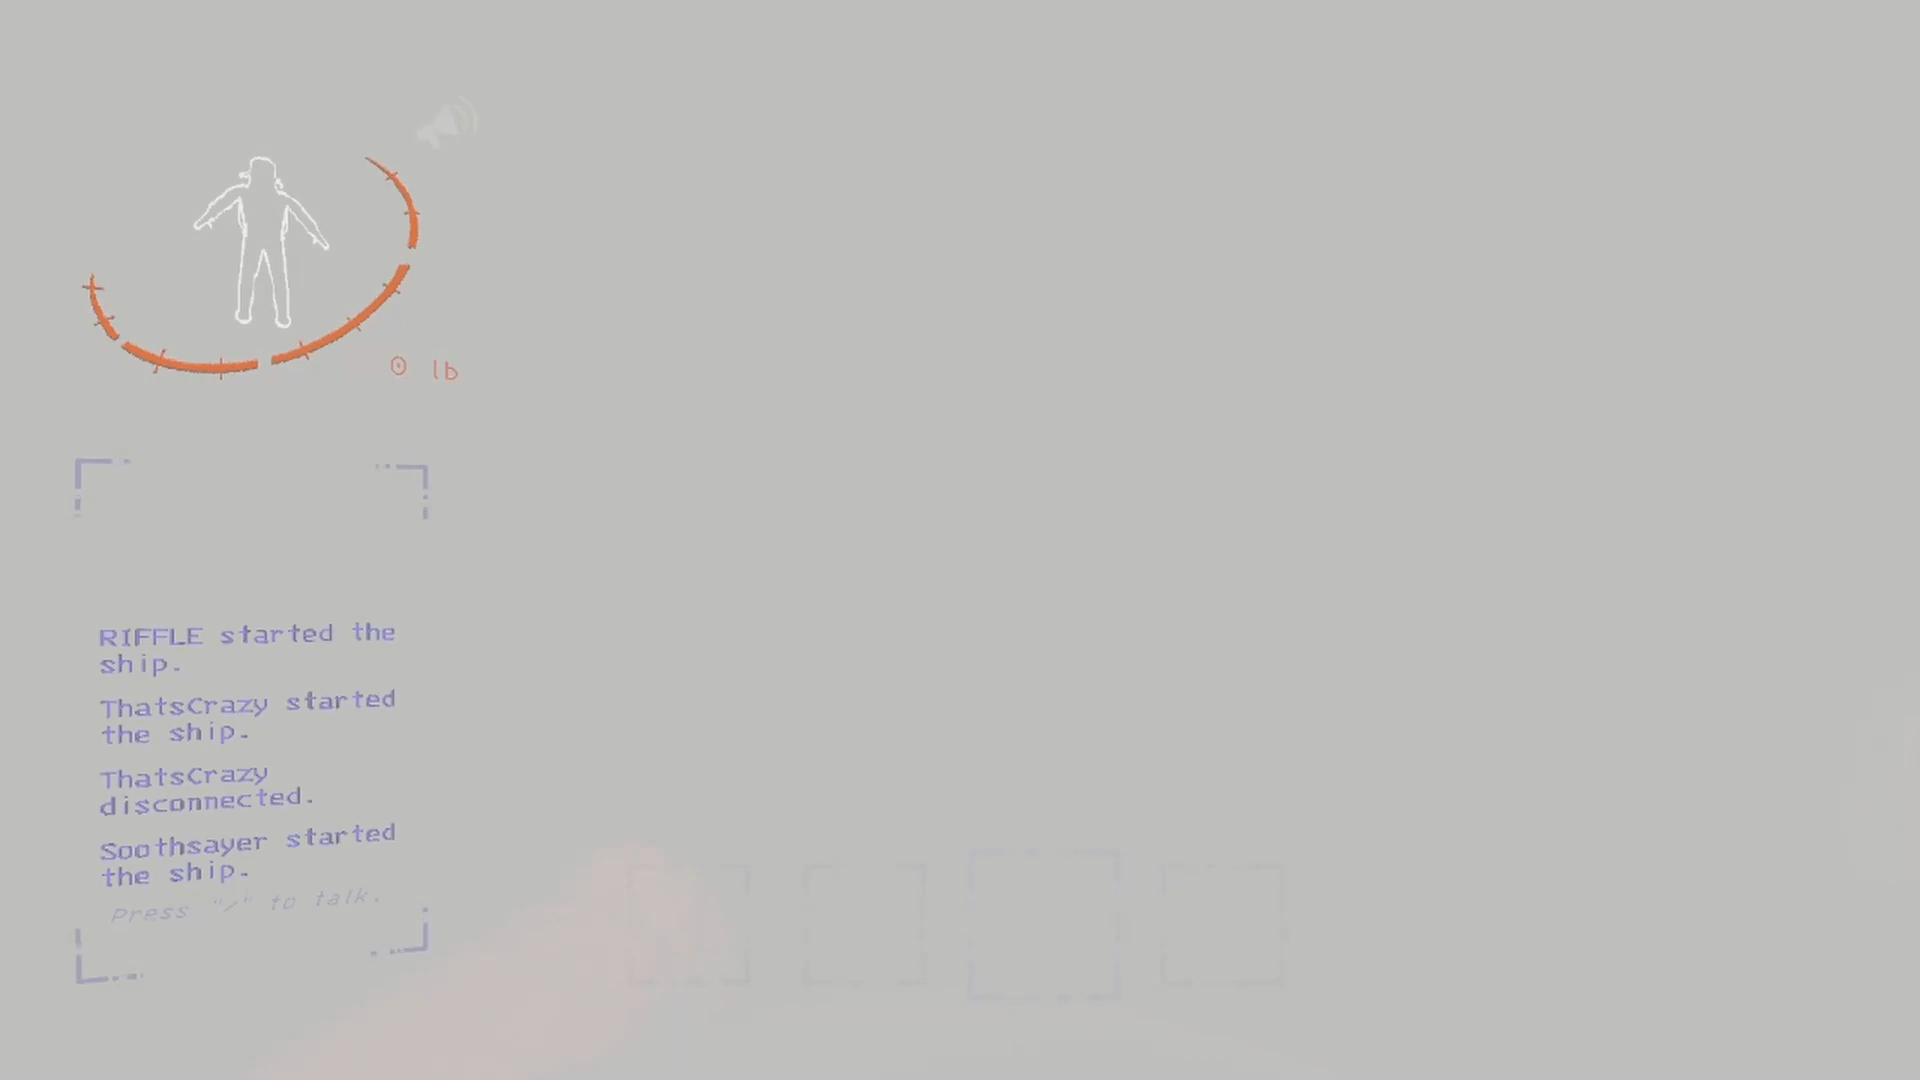 0 lb
RIFFLE started the
ship.
ThatsCrazy started
the ship.
ThatsCrazy
disconnected.
Soothsayer started
the ship.
Press "/" to talk.